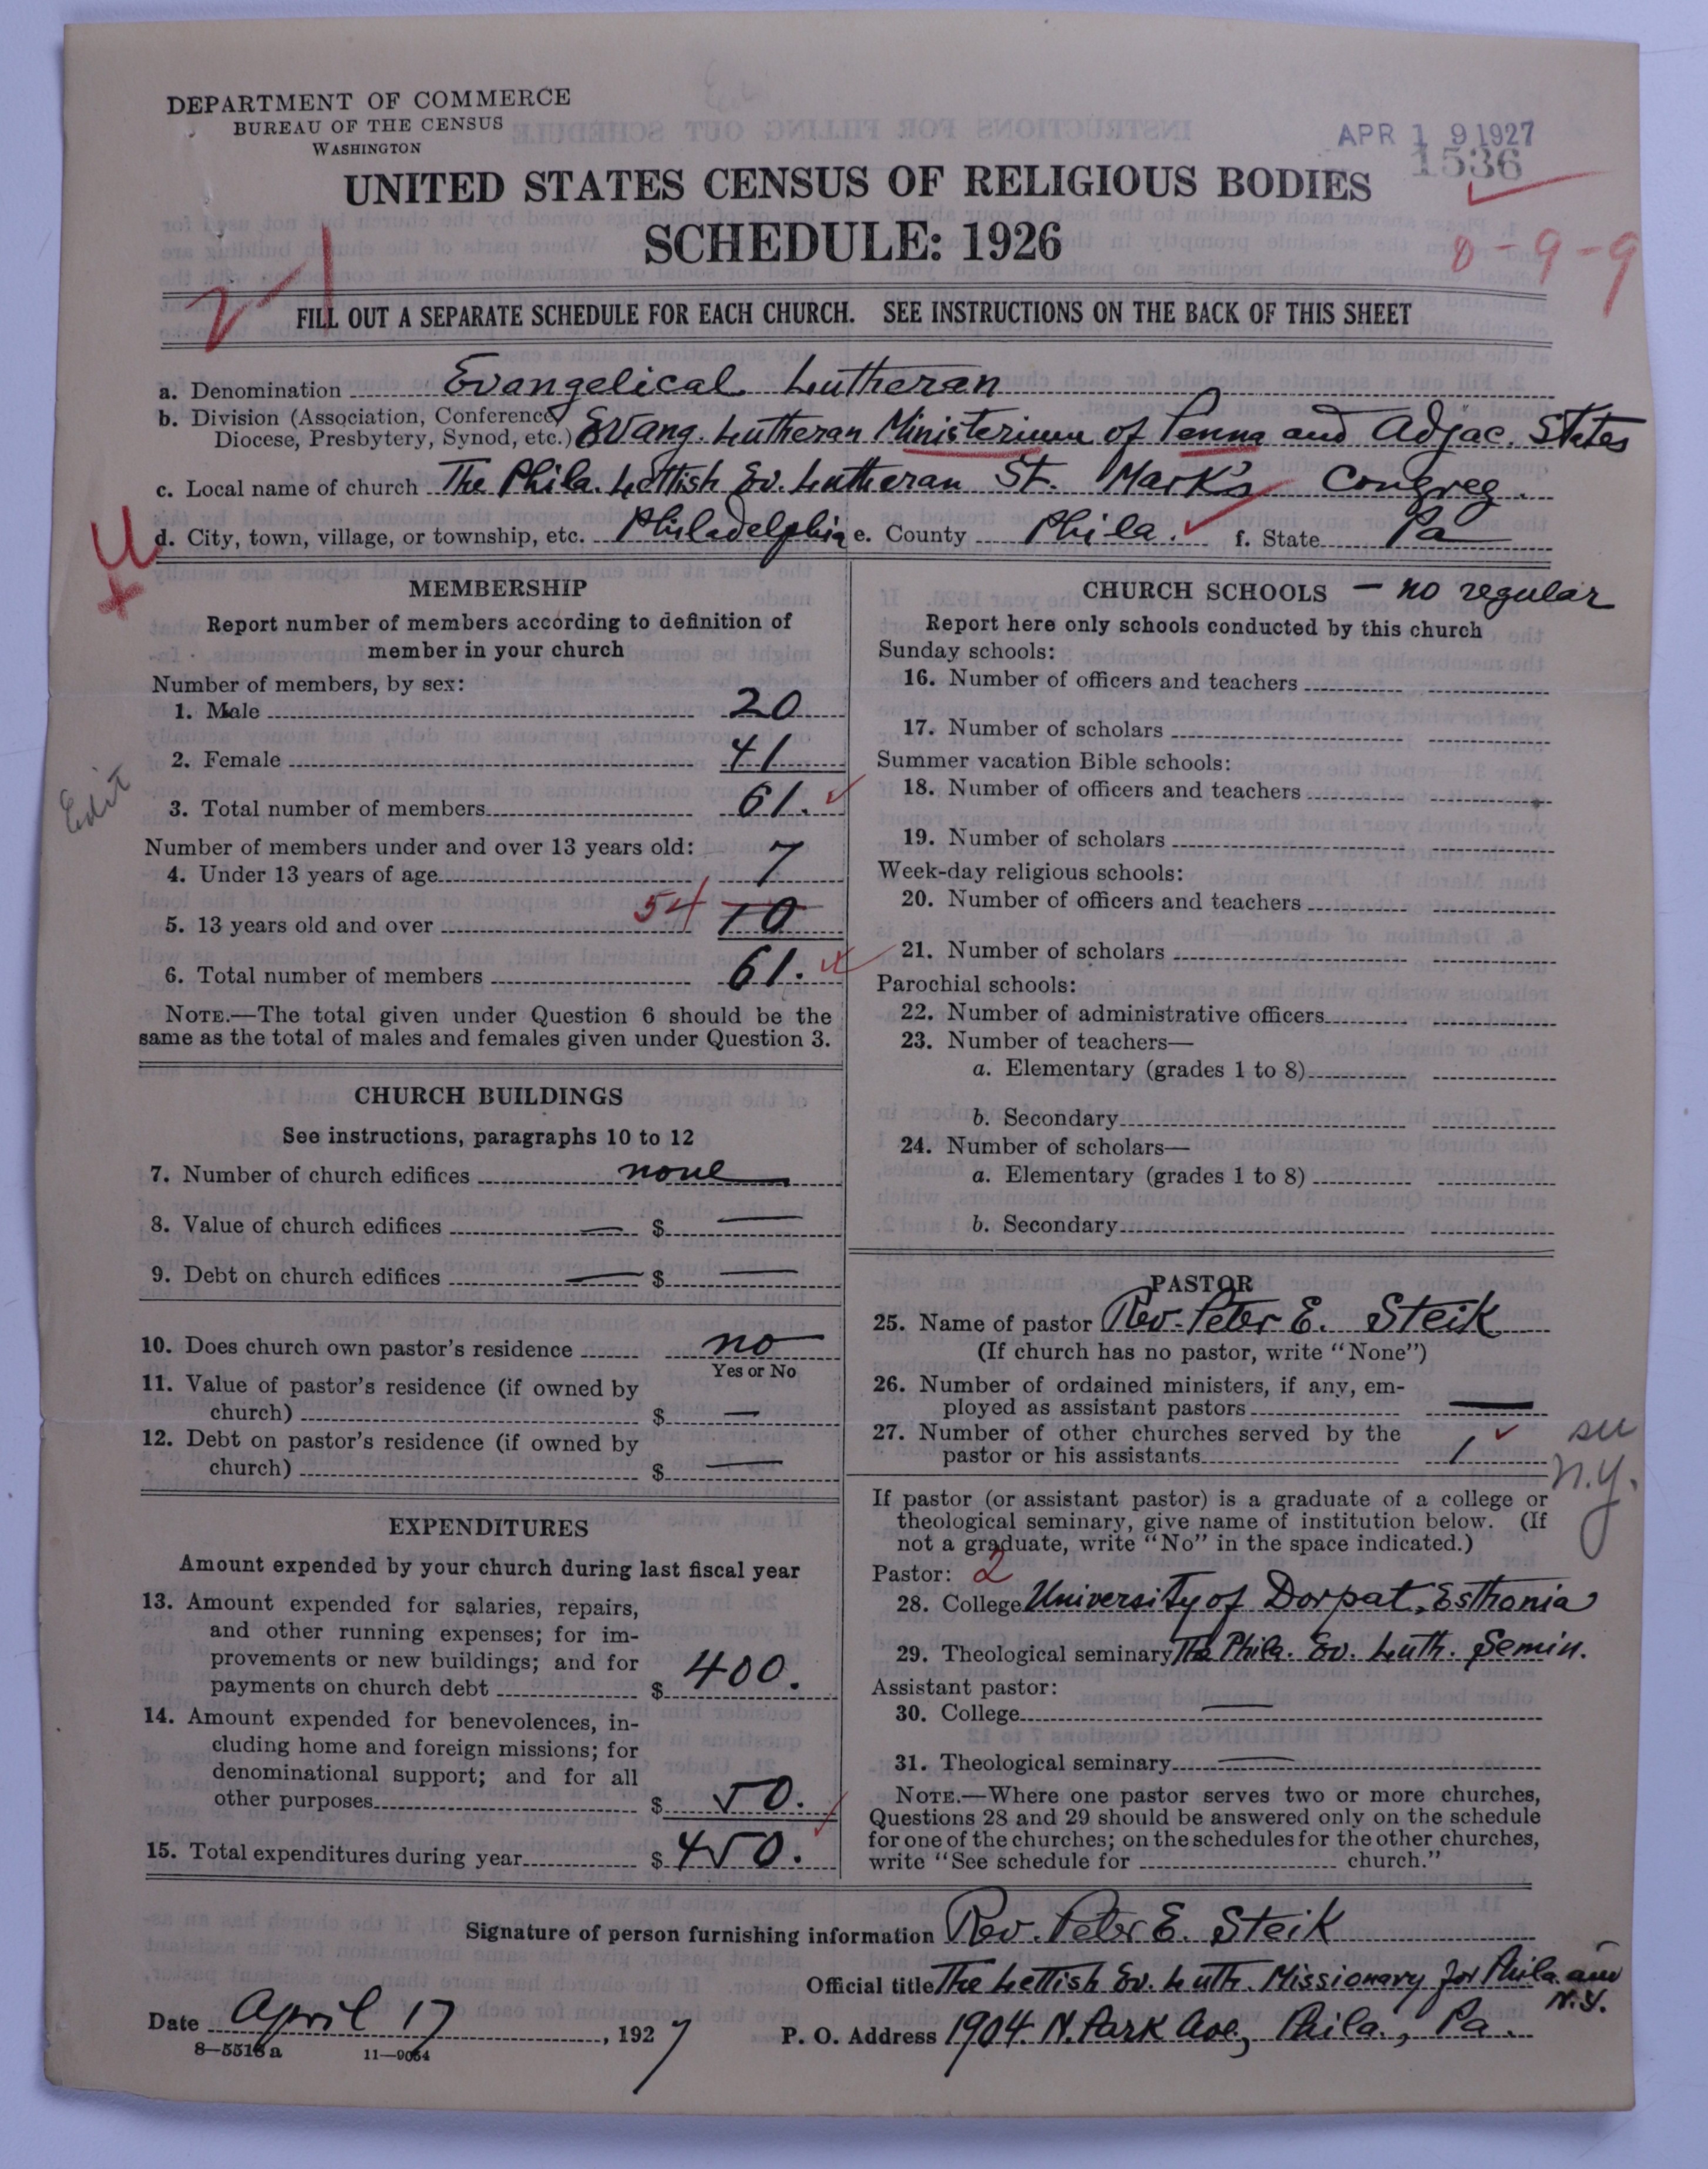 DEPARTMENT OF COMMERCE
BUREAU OF THE CENSUS
WASHINGTON
APR 19 1927
1536
UNITED STATES CENSUS OF RELIGIOUS BODIES
SCHEDULE: 1926
8-9-9
FILL OUT A SEPARATE SCHEDULE FOR EACH CHURCH. SEE INSTRUCTIONS ON THE BACK OF THIS SHEET
a. Denomination Evangelical Lutheran
b. Division (Association, Conference,
Diocese, Presbytery, Synod, etc.) Evang. Lutheran Ministerium of Penna and Adjac. States
c. Local name of church The Phila. Lettish Ev. Lutheran St. Mark's Congreg.
d. City, town, village, or township, etc. Philadelphia e. County Phila. f. State Pa
MEMBERSHIP
Report number of members according to definition of
member in your church
Number of members, by sex:
1. Male 20
2. Female 41
Edit
3. Total number of members 61.
Number of members under and over 13 years old:
4. Under 13 years of age 7
5. 13 years old and over 54 10
6. Total number of members 61.
NOTE.—The total given under Question 6 should be the
same as the total of males and females given under Question 3.
CHURCH BUILDINGS
See instructions, paragraphs 10 to 12
7. Number of church edifices none
8. Value of church edifices — $ —
9. Debt on church edifices — $ —
10. Does church own pastor's residence no
Yes or No
11. Value of pastor's residence (if owned by
church) $ —
12. Debt on pastor's residence (if owned by
church) $ —
EXPENDITURES
Amount expended by your church during last fiscal year
13. Amount expended for salaries, repairs,
and other running expenses; for im-
provements or new buildings; and for
payments on church debt $ 400.
14. Amount expended for benevolences, in-
cluding home and foreign missions; for
denominational support; and for all
other purposes $ 50.
15. Total expenditures during year $ 450.
CHURCH SCHOOLS — no regular
Report here only schools conducted by this church
Sunday schools:
16. Number of officers and teachers
17. Number of scholars
Summer vacation Bible schools:
18. Number of officers and teachers
19. Number of scholars
Week-day religious schools:
20. Number of officers and teachers
21. Number of scholars
Parochial schools:
22. Number of administrative officers
23. Number of teachers—
a. Elementary (grades 1 to 8)
b. Secondary
24. Number of scholars—
a. Elementary (grades 1 to 8)
b. Secondary
PASTOR
25. Name of pastor Rev. Peter E. Steik
(If church has no pastor, write "None")
26. Number of ordained ministers, if any, em-
ployed as assistant pastors —
27. Number of other churches served by the
pastor or his assistants 1
see
N.Y.
If pastor (or assistant pastor) is a graduate of a college or
theological seminary, give name of institution below. (If
not a graduate, write "No" in the space indicated.)
Pastor: 2
28. College University of Dorpat, Esthonia
29. Theological seminary The Phila. Ev. Luth. Semin.
Assistant pastor:
30. College —
31. Theological seminary —
NOTE.—Where one pastor serves two or more churches,
Questions 28 and 29 should be answered only on the schedule
for one of the churches; on the schedules for the other churches,
write "See schedule for church."
Signature of person furnishing information Rev. Peter E. Steik
Official title The Lettish Ev. Luth. Missionary for Phila. and
N.Y.
Date April 17, 1927 P. O. Address 1904 N. Park Ave, Phila., Pa.
8—5518a 11—9064